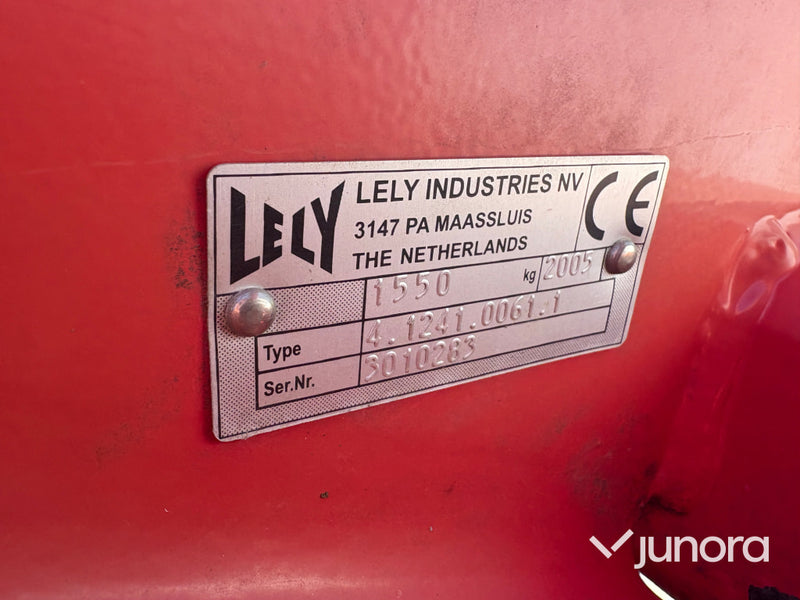 LELY
LELY INDUSTRIES NV
3147 PA MAASSLUIS
THE NETHERLANDS
CE
1550 kg 2005
Type 4.1241.0061.1
Ser.Nr. 3010283
junora